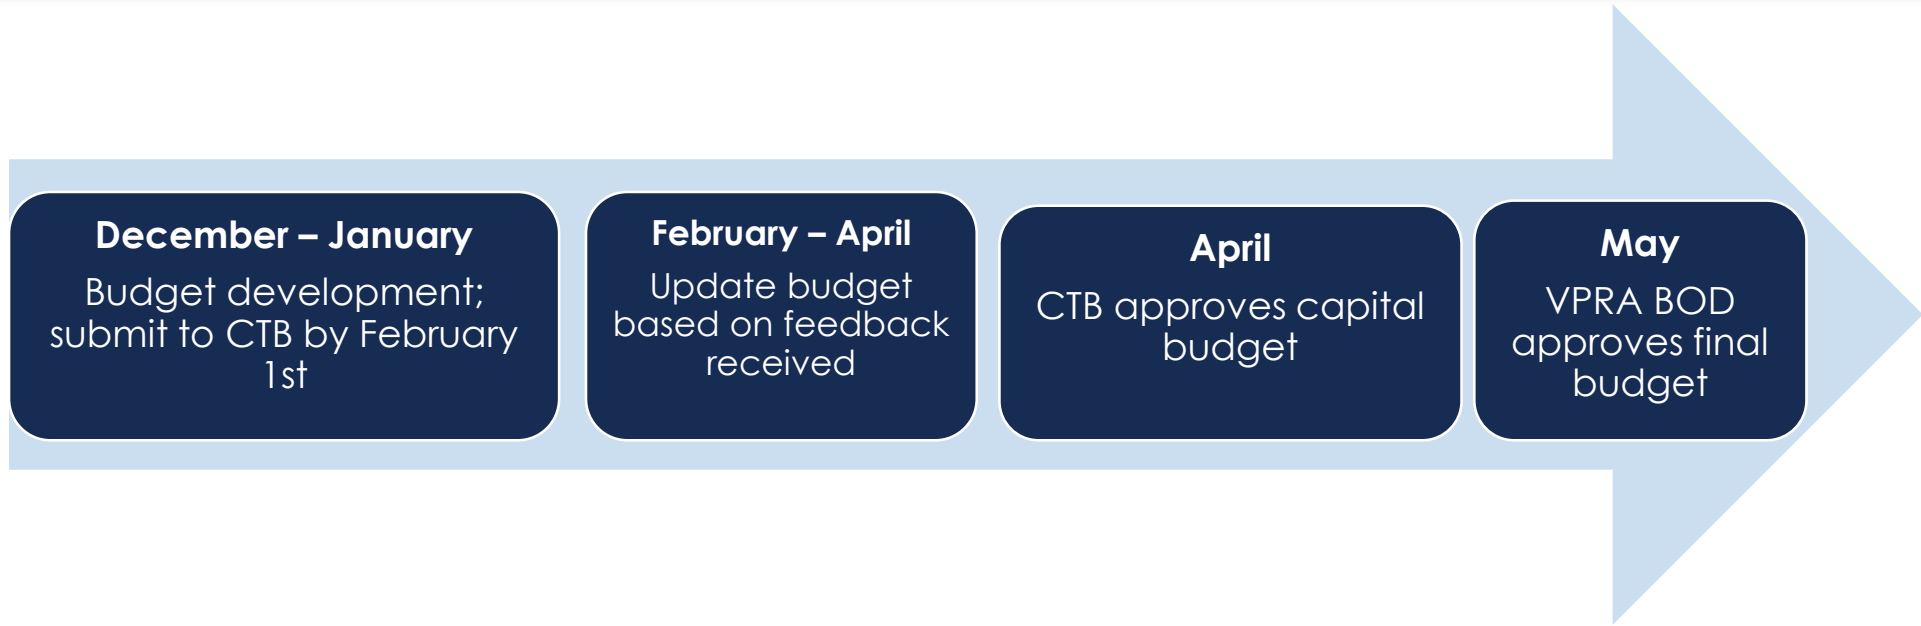 December – January
Budget development;
submit to CTB by February
1st
February – April
Update budget
based on feedback
received
April
CTB approves capital
budget
May
VPRA BOD
approves final
budget